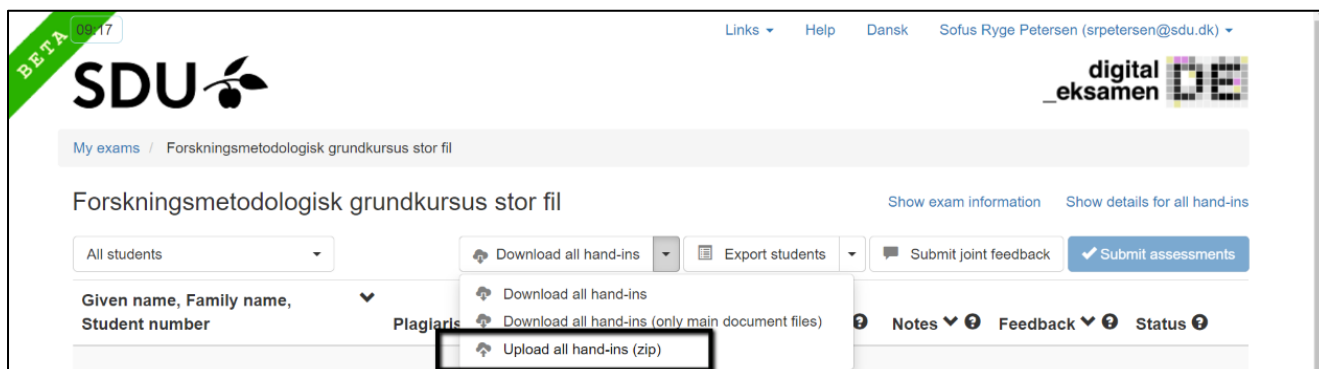 BETA
09:17
Links Help Dansk Sofus Ryge Petersen (srpetersen@sdu.dk)
SDU
digital
_eksamen DE
My exams / Forskningsmetodologisk grundkursus stor fil
Forskningsmetodologisk grundkursus stor fil
Show exam information Show details for all hand-ins
All students
Download all hand-ins Export students Submit joint feedback Submit assessments
Given name, Family name,
Student number
Plagiaris
Notes ? Feedback ? Status ?
Download all hand-ins
Download all hand-ins (only main document files)
Upload all hand-ins (zip)